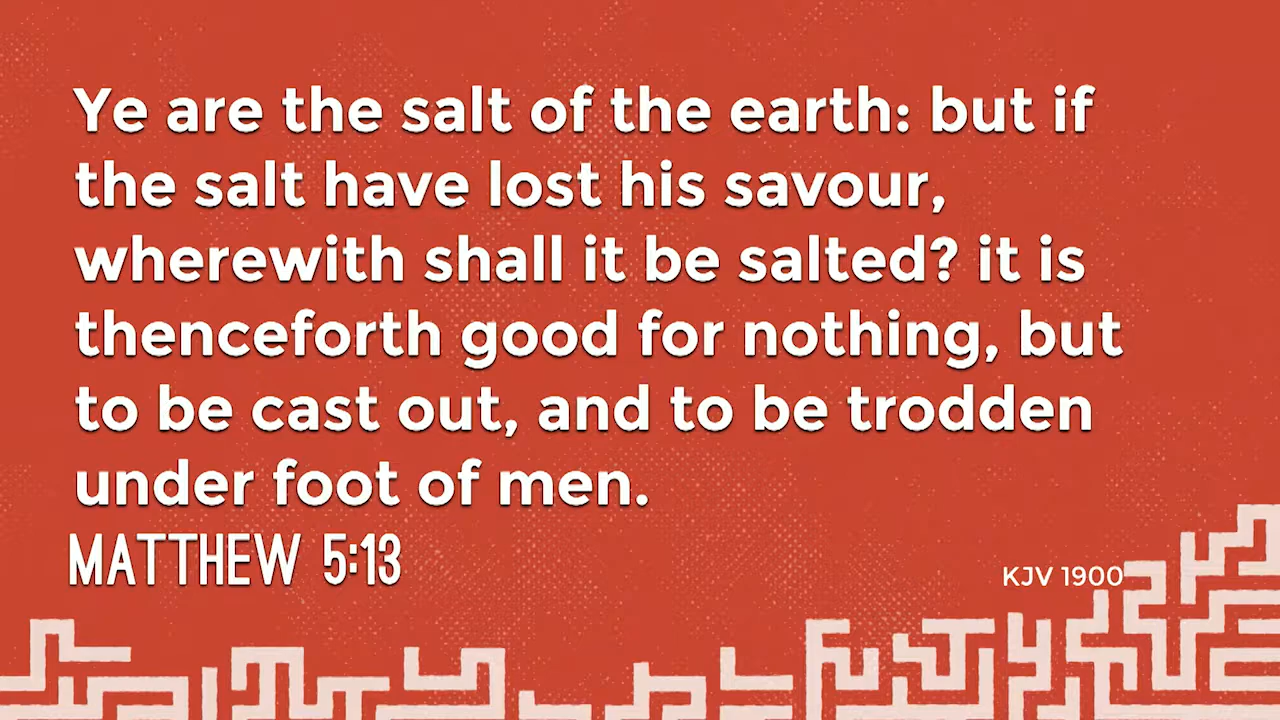 Ye are the salt of the earth: but if
the salt have lost his savour,
wherewith shall it be salted? it is
thenceforth good for nothing, but
to be cast out, and to be trodden
under foot of men.
MATTHEW 5:13
KJV 1900